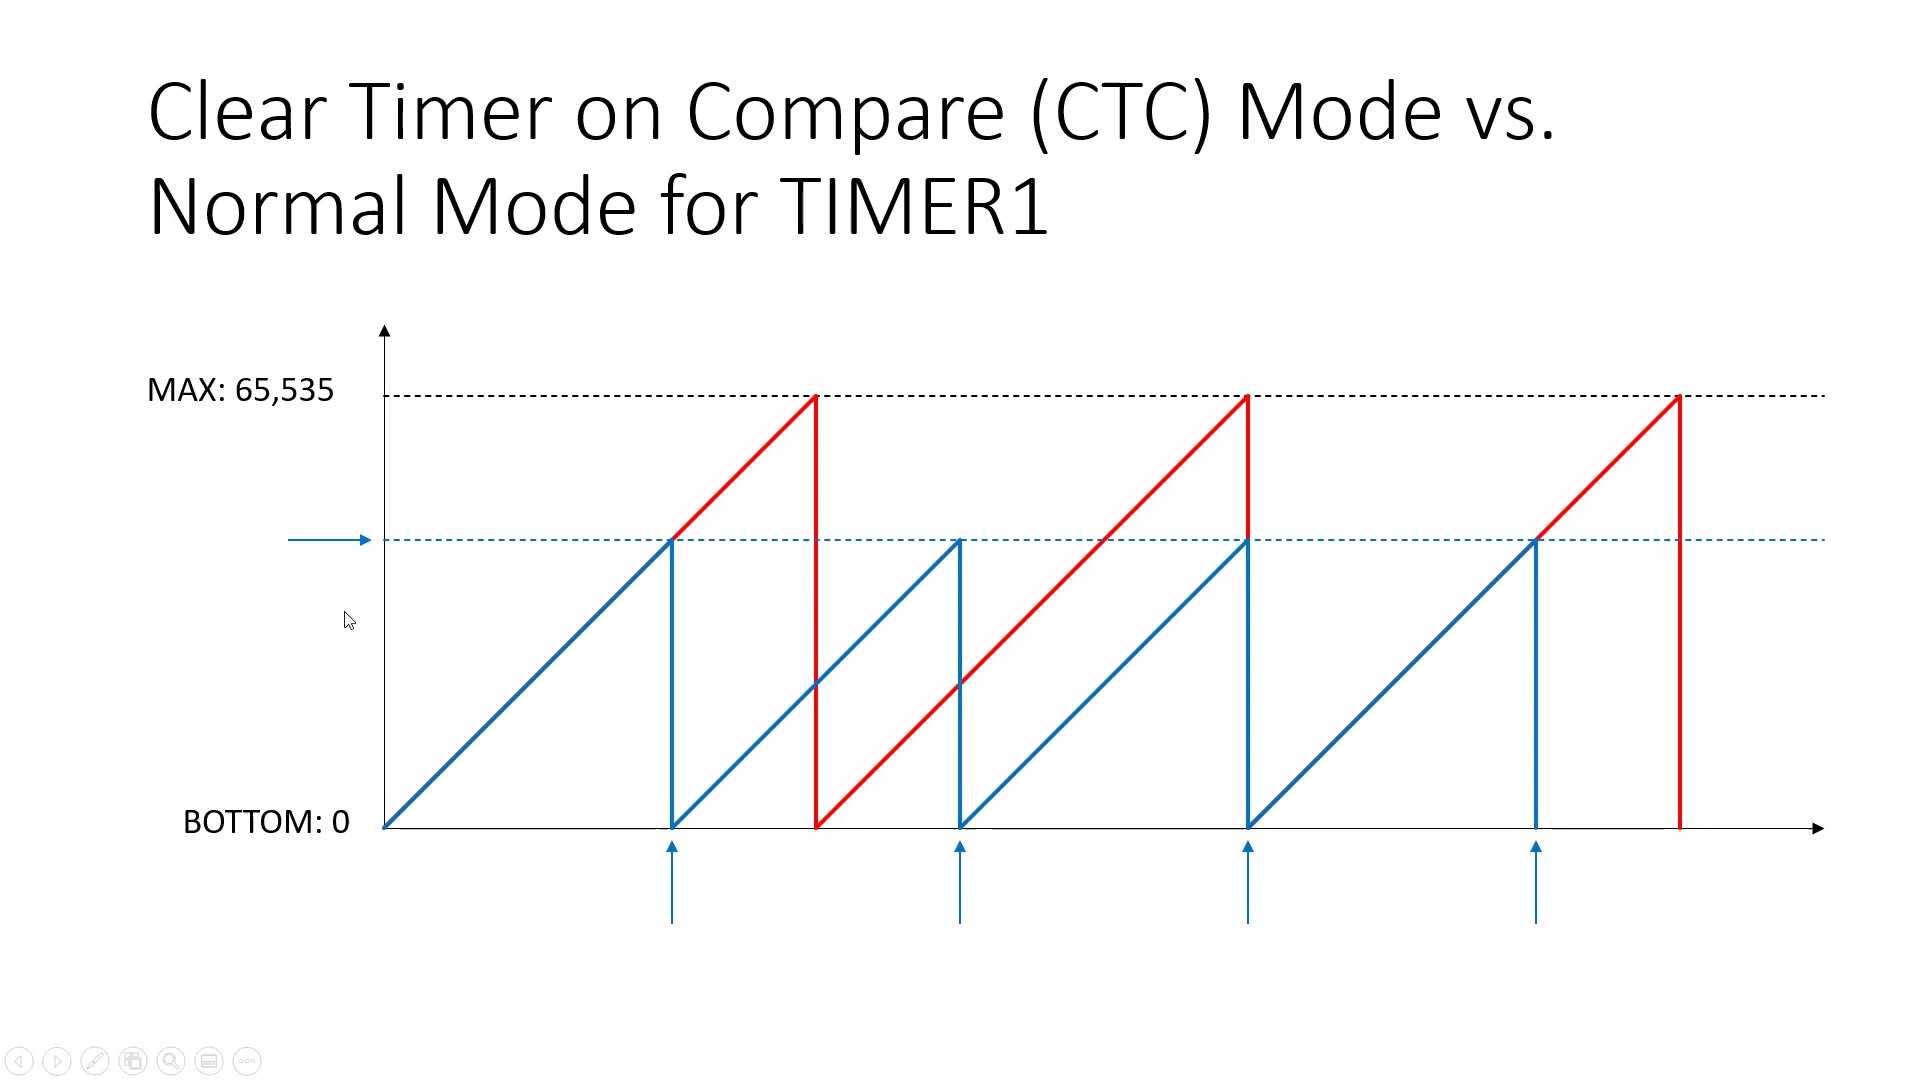 Clear Timer on Compare (CTC) Mode vs.
Normal Mode for TIMER1
MAX: 65,535
BOTTOM: 0